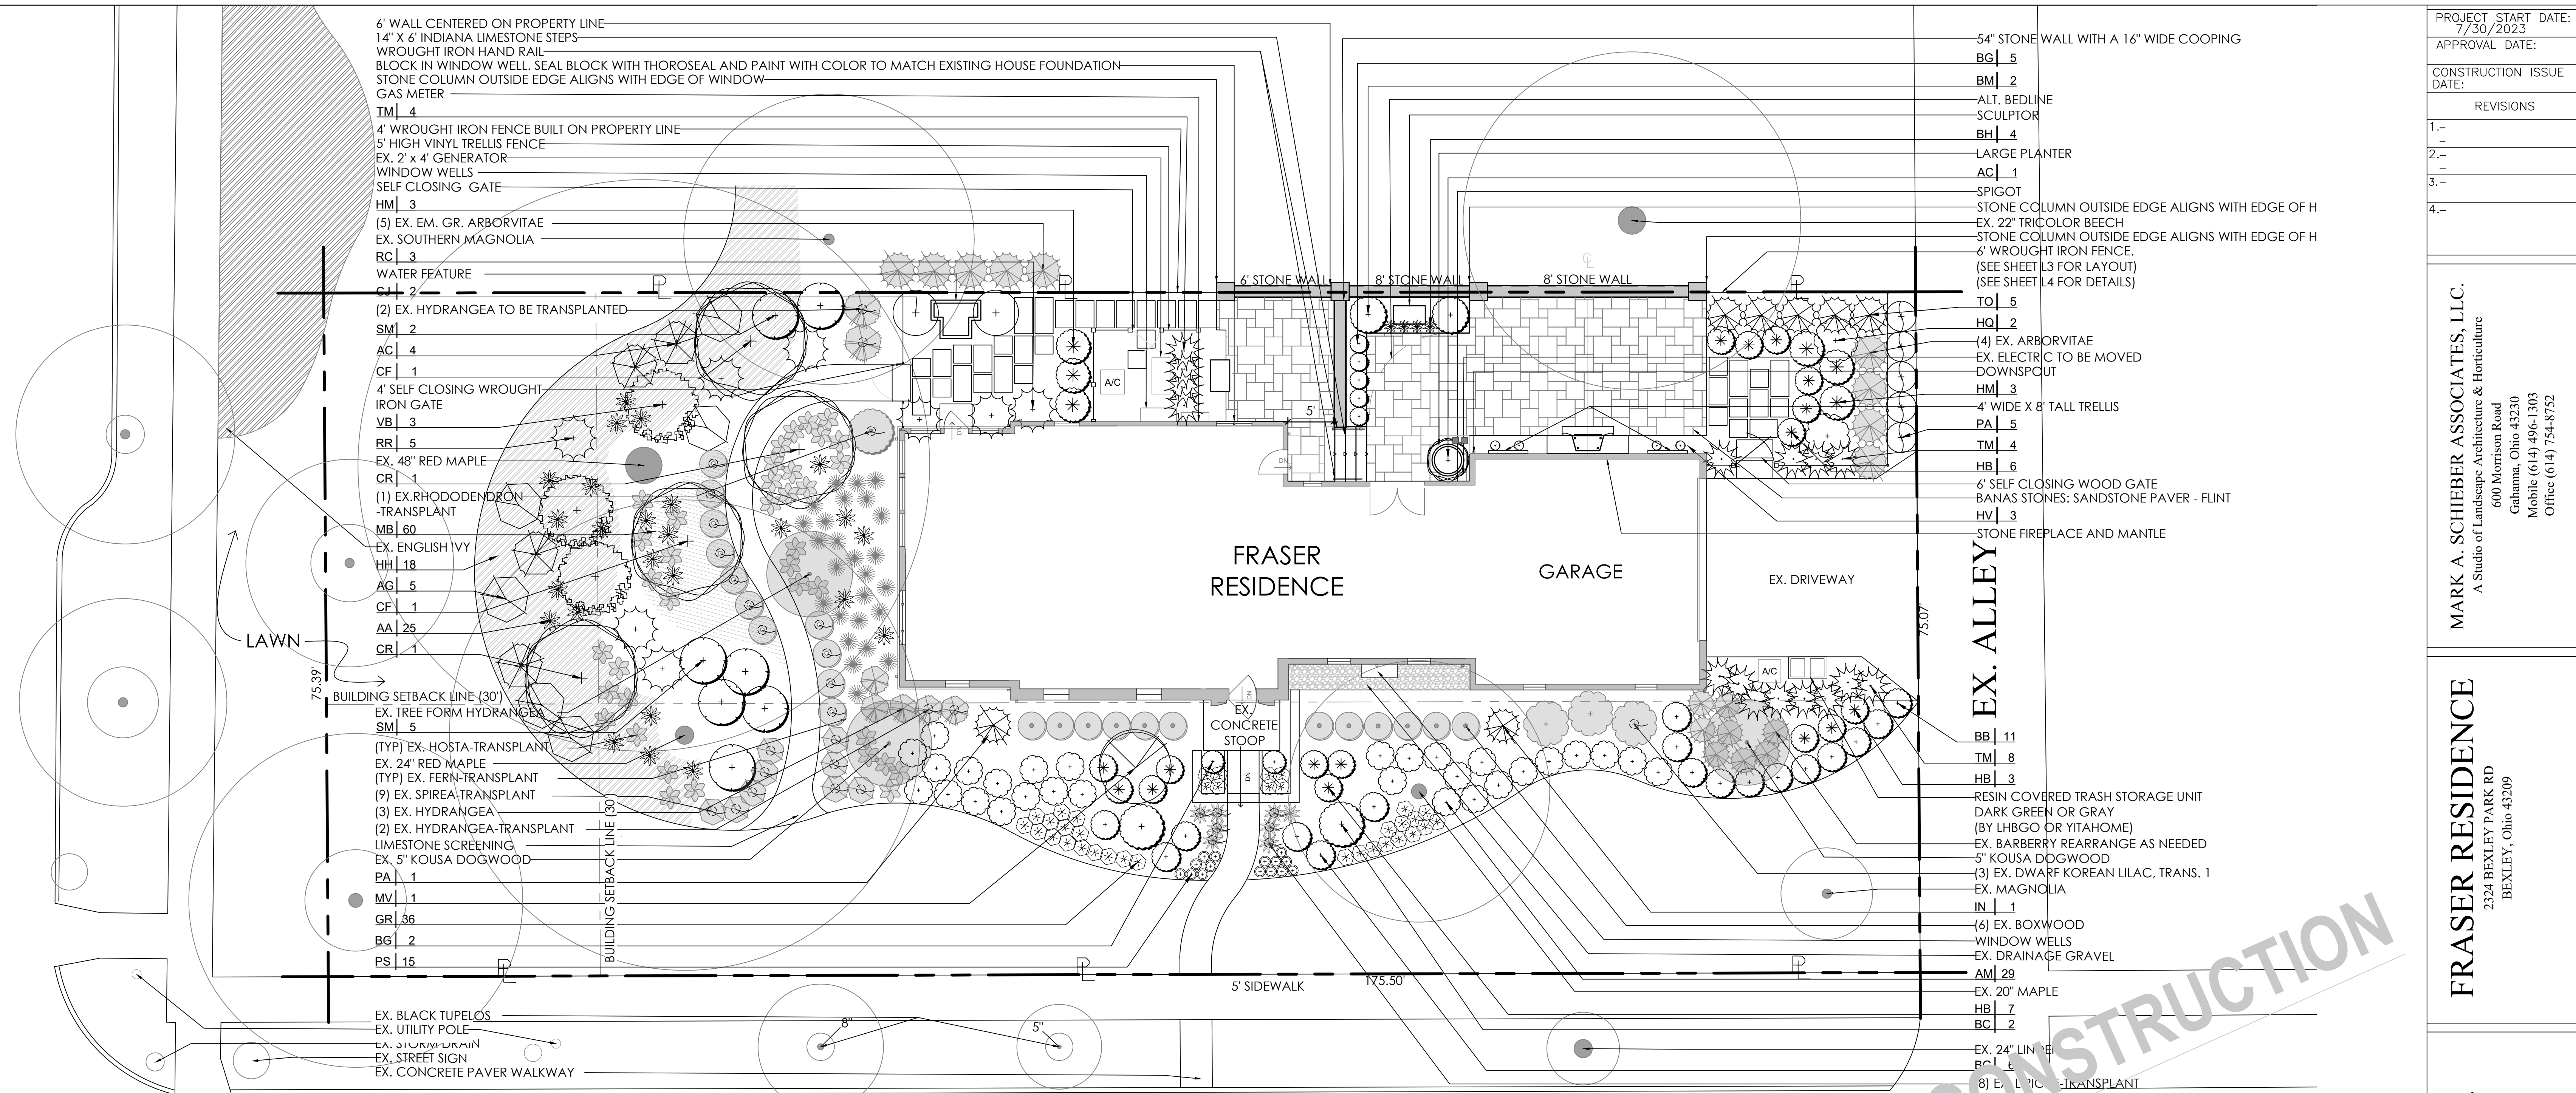 6' WALL CENTERED ON PROPERTY LINE
14" X 6' INDIANA LIMESTONE STEPS
WROUGHT IRON HAND RAIL
BLOCK IN WINDOW WELL. SEAL BLOCK WITH THOROSEAL AND PAINT WITH COLOR TO MATCH EXISTING HOUSE FOUNDATION
STONE COLUMN OUTSIDE EDGE ALIGNS WITH EDGE OF WINDOW
GAS METER
TM 4
4' WROUGHT IRON FENCE BUILT ON PROPERTY LINE
5' HIGH VINYL TRELLIS FENCE
EX. 2' x 4' GENERATOR
WINDOW WELLS
SELF CLOSING GATE
HM 3
(5) EX. EM. GR. ARBORVITAE
EX. SOUTHERN MAGNOLIA
RC 3
WATER FEATURE
CJ 2
(2) EX. HYDRANGEA TO BE TRANSPLANTED
SM 2
AC 4
CF 1
4' SELF CLOSING WROUGHT
IRON GATE
VB 3
RR 5
EX. 48" RED MAPLE
CR 1
(1) EX.RHODODENDRON
-TRANSPLANT
MB 60
EX. ENGLISH IVY
HH 18
AG 5
CF 1
AA 25
CR 1
LAWN
75.39'
BUILDING SETBACK LINE (30')
EX. TREE FORM HYDRANGEA
SM 5
(TYP) EX. HOSTA-TRANSPLANT
EX. 24" RED MAPLE
(TYP) EX. FERN-TRANSPLANT
(9) EX. SPIREA-TRANSPLANT
(3) EX. HYDRANGEA
(2) EX. HYDRANGEA-TRANSPLANT
LIMESTONE SCREENING
EX. 5" KOUSA DOGWOOD
PA 1
MV 1
GR 36
BG 2
PS 15
BUILDING SETBACK LINE (30')
EX. BLACK TUPELOS
EX. UTILITY POLE
EX. STORM DRAIN
EX. STREET SIGN
EX. CONCRETE PAVER WALKWAY
8"
5"
5' SIDEWALK
175.50'
PL
PL
PL
PL
PL
PL
CL
6' STONE WALL
8' STONE WALL
8' STONE WALL
A/C
5'
DN
DN
FRASER
RESIDENCE
GARAGE
EX. DRIVEWAY
A/C
DN
EX.
CONCRETE
STOOP
DN
75.07'
EX. ALLEY
54" STONE WALL WITH A 16" WIDE COOPING
BG 5
BM 2
ALT. BEDLINE
SCULPTOR
BH 4
LARGE PLANTER
AC 1
SPIGOT
STONE COLUMN OUTSIDE EDGE ALIGNS WITH EDGE OF H
EX. 22" TRICOLOR BEECH
STONE COLUMN OUTSIDE EDGE ALIGNS WITH EDGE OF H
6' WROUGHT IRON FENCE.
(SEE SHEET L3 FOR LAYOUT)
(SEE SHEET L4 FOR DETAILS)
TO 5
HQ 2
(4) EX. ARBORVITAE
EX. ELECTRIC TO BE MOVED
DOWNSPOUT
HM 3
4' WIDE X 8' TALL TRELLIS
PA 5
TM 4
HB 6
6' SELF CLOSING WOOD GATE
BANAS STONES: SANDSTONE PAVER - FLINT
HV 3
STONE FIREPLACE AND MANTLE
BB 11
TM 8
HB 3
RESIN COVERED TRASH STORAGE UNIT
DARK GREEN OR GRAY
(BY LHBGO OR YITAHOME)
EX. BARBERRY REARRANGE AS NEEDED
5" KOUSA DOGWOOD
(3) EX. DWARF KOREAN LILAC, TRANS. 1
EX. MAGNOLIA
IN 1
(6) EX. BOXWOOD
WINDOW WELLS
EX. DRAINAGE GRAVEL
AM 29
EX. 20" MAPLE
HB 7
BC 2
EX. 24" LINDEN
6
-TRANSPLANT
CONSTRUCTION
PROJECT START DATE:
7/30/2023
APPROVAL DATE:
CONSTRUCTION ISSUE
DATE:
REVISIONS
1.-
-
2.-
-
3.-
4.-
MARK A. SCHIEBER ASSOCIATES, LLC.
A Studio of Landscape Architecture & Horticulture
600 Morrison Road
Gahanna, Ohio 43230
Mobile (614) 496-1303
Office (614) 754-8752
FRASER RESIDENCE
2324 BEXLEY PARK RD
BEXLEY, Ohio 43209